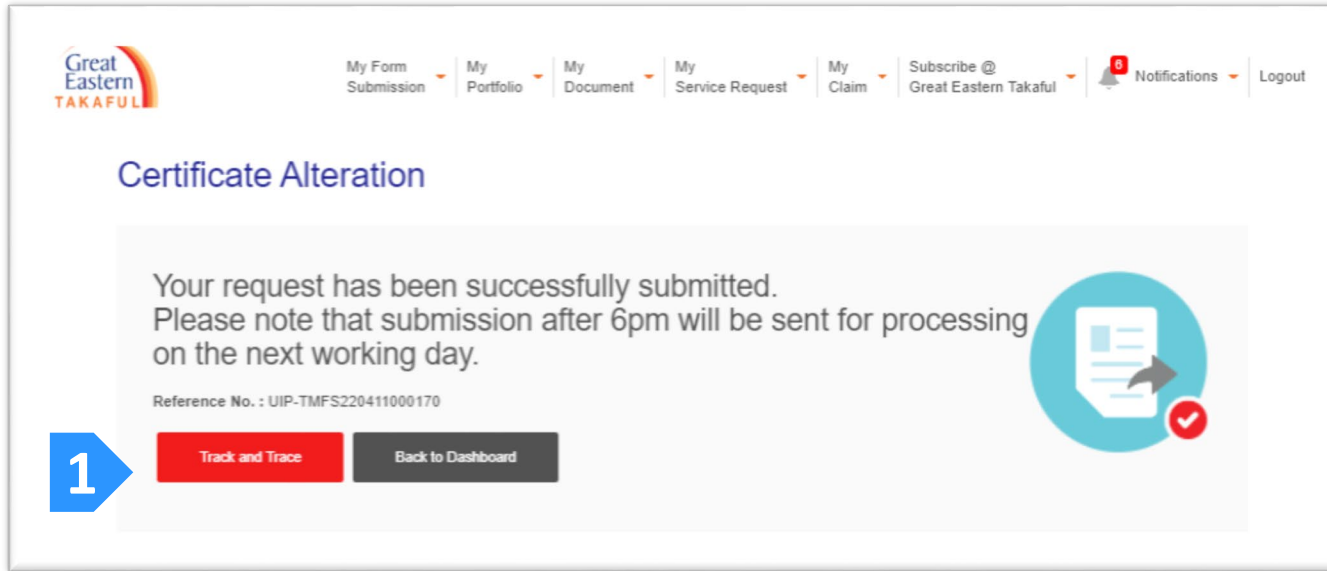 Great
Eastern
TAKAFUL
My Form
Submission
My
Portfolio
My
Document
My
Service Request
My
Claim
Subscribe @
Great Eastern Takaful
6
Notifications
Logout
Certificate Alteration
Your request has been successfully submitted.
Please note that submission after 6pm will be sent for processing
on the next working day.
Reference No. : UIP-TMFS220411000170
1
Track and Trace
Back to Dashboard